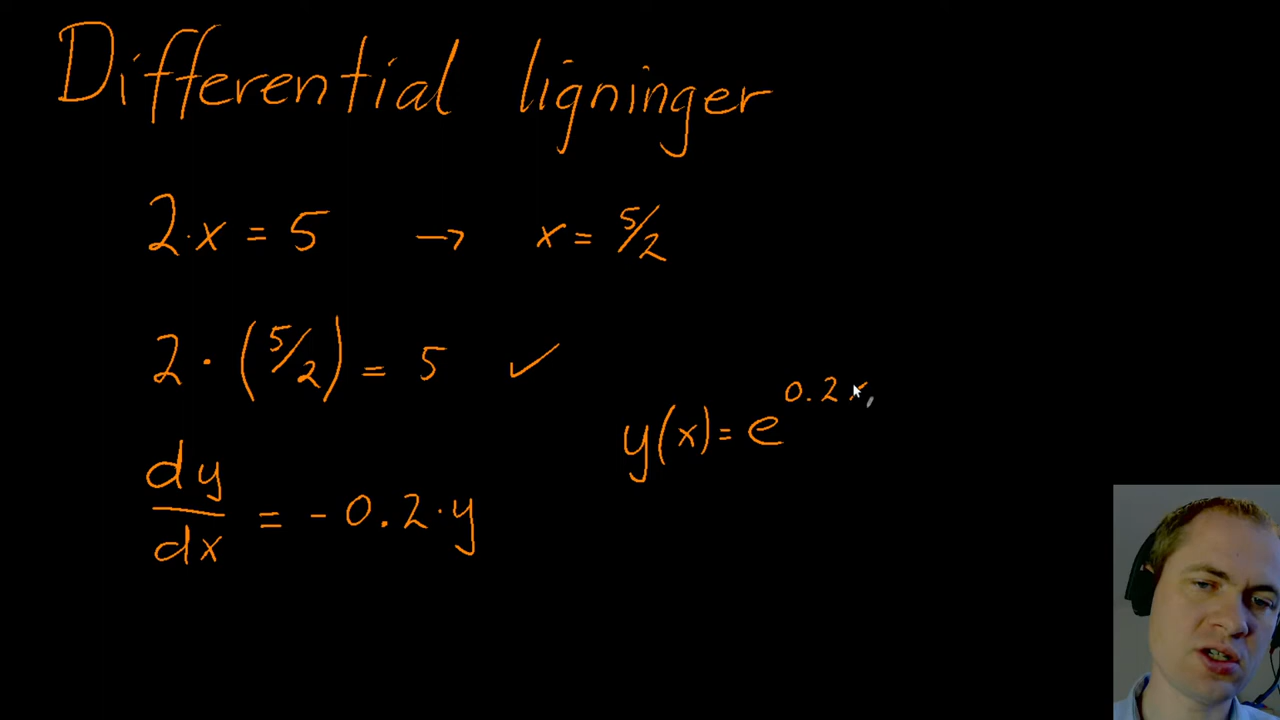 Differential ligninger
2·x = 5 → x = 5/2
2 · (5/2) = 5 ✓
y(x) = e^0.2x
dy/dx = -0.2·y